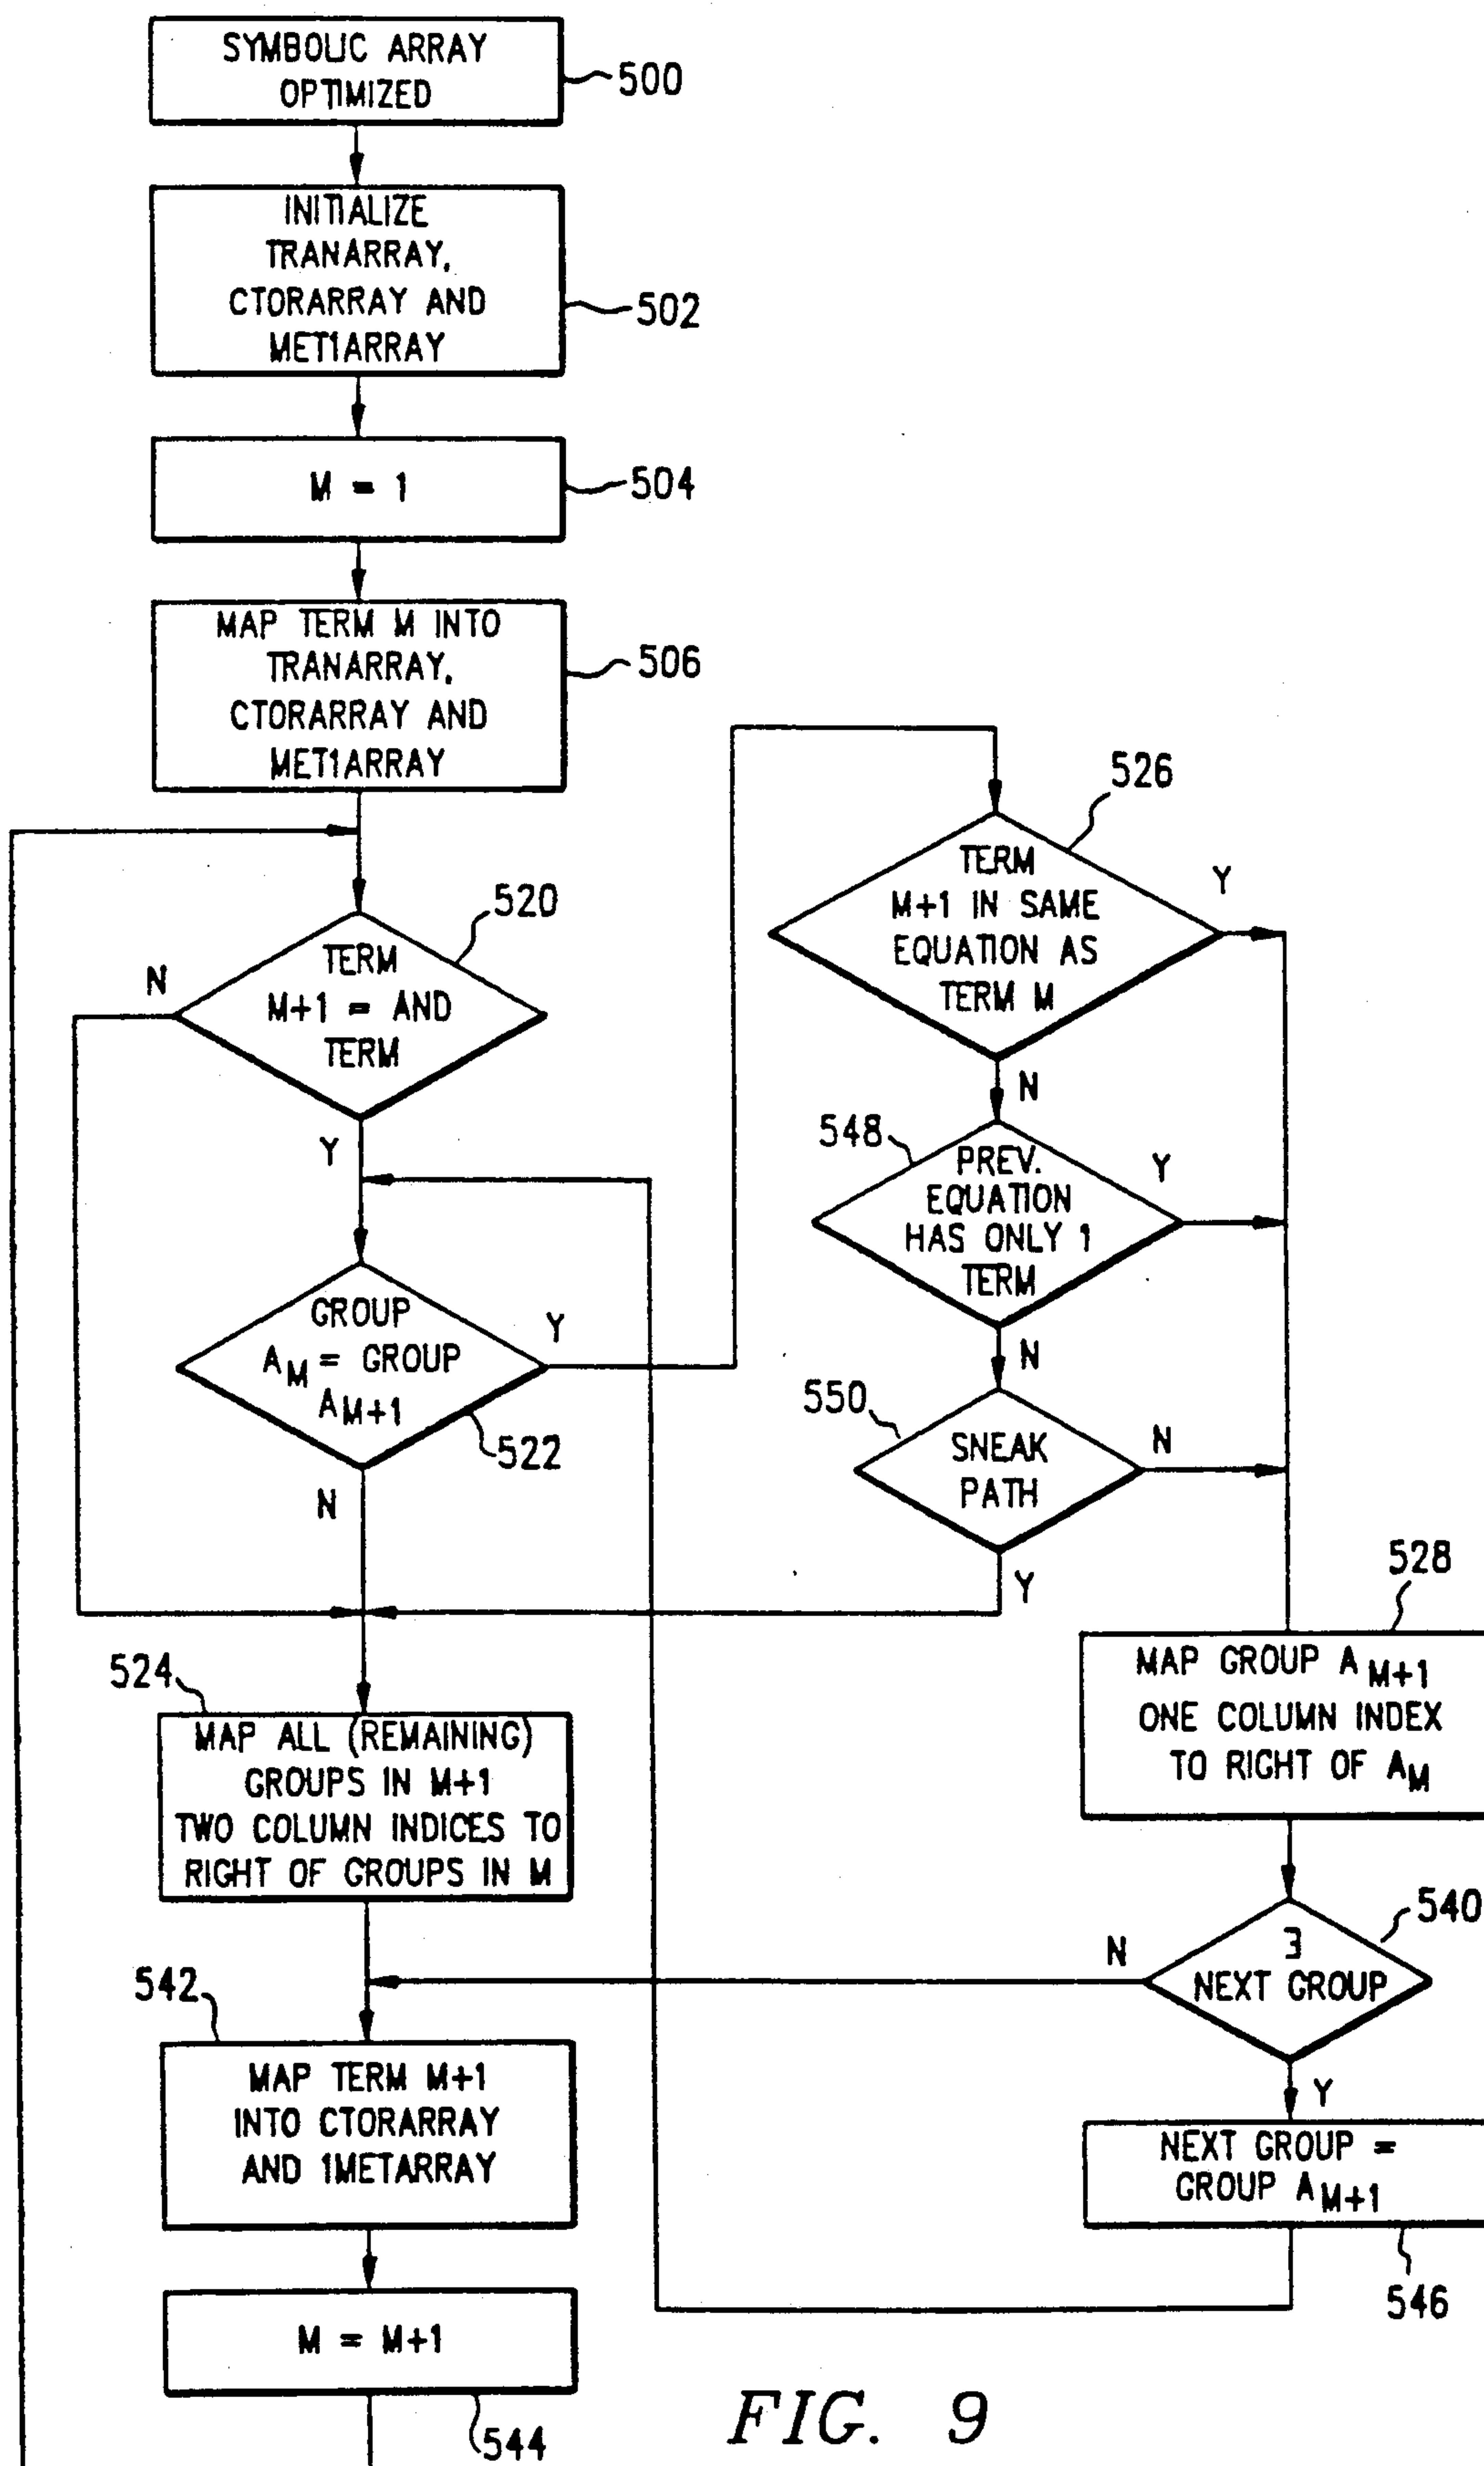 SYMBOLIC ARRAY
OPTIMIZED
500
INITIALIZE
TRANARRAY,
CTORARRAY AND
MET1ARRAY
502
M = 1
504
MAP TERM M INTO
TRANARRAY,
CTORARRAY AND
MET1ARRAY
506
TERM
M+1 = AND
TERM
520
N
Y
GROUP
AM = GROUP
AM+1
522
Y
N
TERM
M+1 IN SAME
EQUATION AS
TERM M
526
Y
N
548
PREV.
EQUATION
HAS ONLY 1
TERM
Y
N
550
SNEAK
PATH
N
Y
524
MAP ALL (REMAINING)
GROUPS IN M+1
TWO COLUMN INDICES TO
RIGHT OF GROUPS IN M
528
MAP GROUP AM+1
ONE COLUMN INDEX
TO RIGHT OF AM
540
∃
NEXT GROUP
N
Y
542
MAP TERM M+1
INTO CTORARRAY
AND 1METARRAY
NEXT GROUP =
GROUP AM+1
546
M = M+1
544
FIG. 9